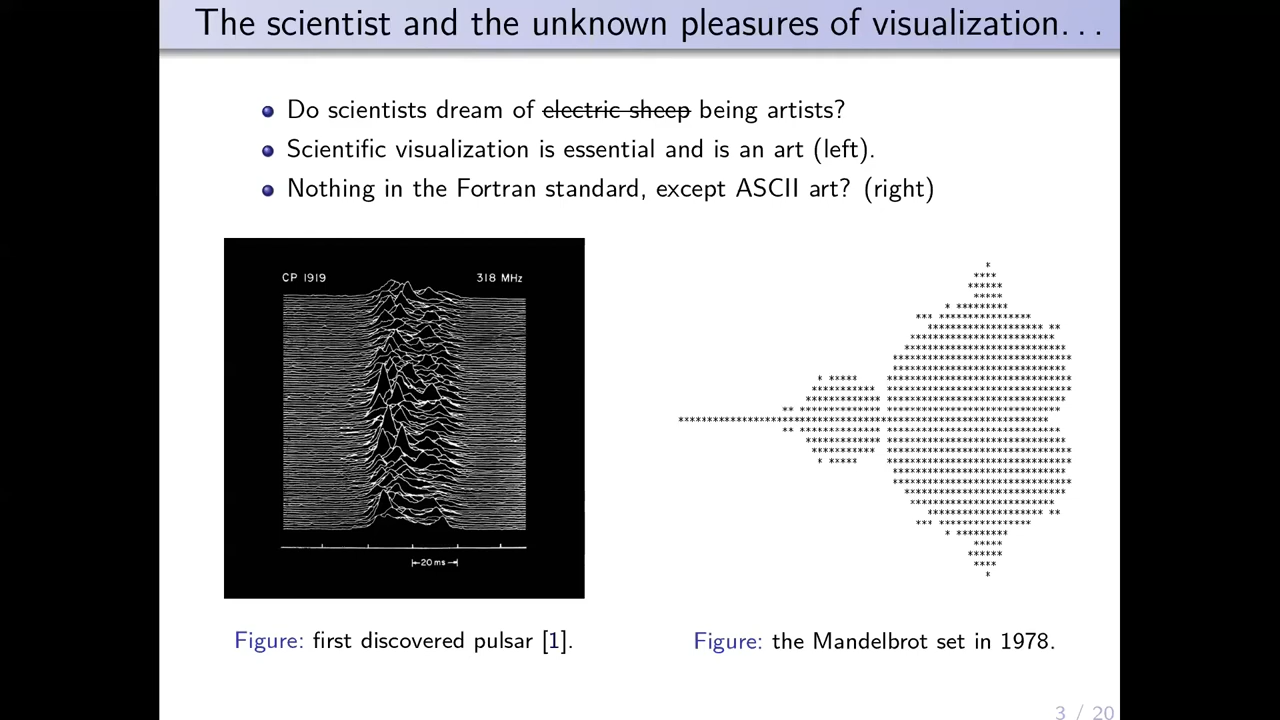 The scientist and the unknown pleasures of visualization...
Do scientists dream of electric sheep being artists?
Scientific visualization is essential and is an art (left).
Nothing in the Fortran standard, except ASCII art? (right)
CP 1919
318 MHz
20 ms
Figure: first discovered pulsar [1].
Figure: the Mandelbrot set in 1978.
3 / 20